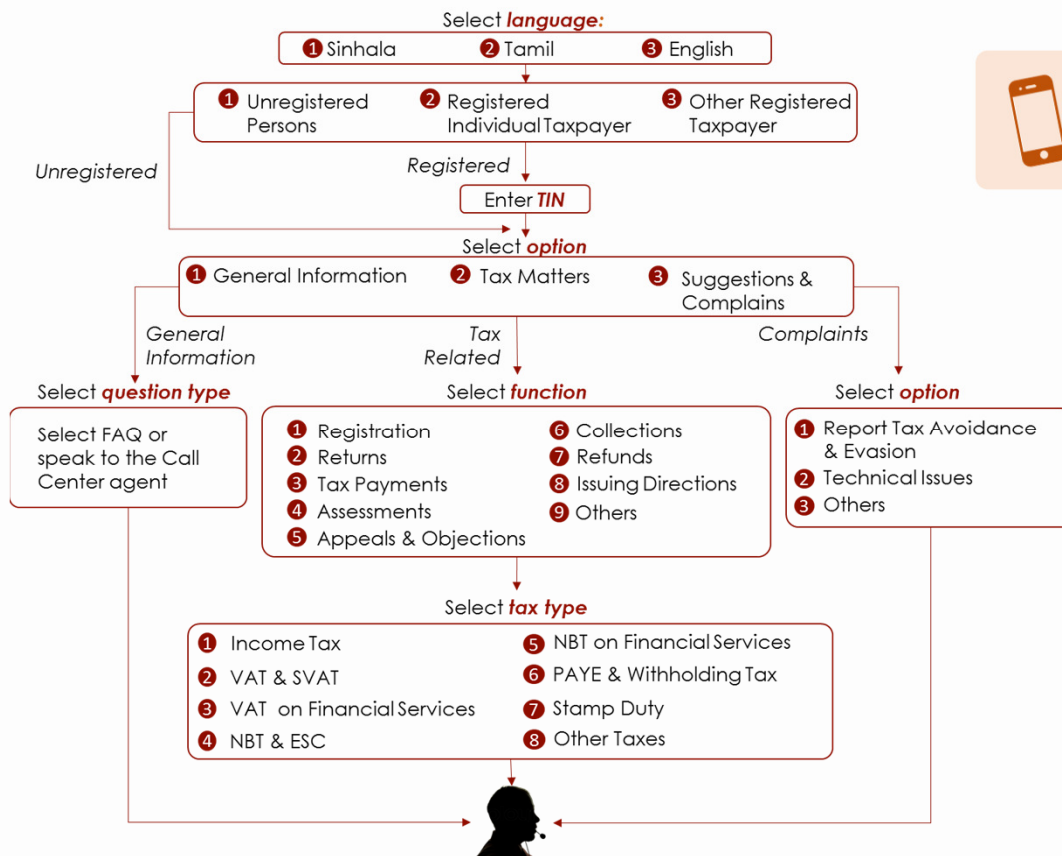 Select language:
1 Sinhala 2 Tamil 3 English
1 Unregistered Persons
2 Registered Individual Taxpayer
3 Other Registered Taxpayer
Unregistered
Registered
Enter TIN
Select option
1 General Information
2 Tax Matters
3 Suggestions & Complains
General Information
Tax Related
Complaints
Select question type
Select FAQ or
speak to the Call
Center agent
Select function
1 Registration
2 Returns
3 Tax Payments
4 Assessments
5 Appeals & Objections
6 Collections
7 Refunds
8 Issuing Directions
9 Others
Select option
1 Report Tax Avoidance
& Evasion
2 Technical Issues
3 Others
Select tax type
1 Income Tax
2 VAT & SVAT
3 VAT on Financial Services
4 NBT & ESC
5 NBT on Financial Services
6 PAYE & Withholding Tax
7 Stamp Duty
8 Other Taxes